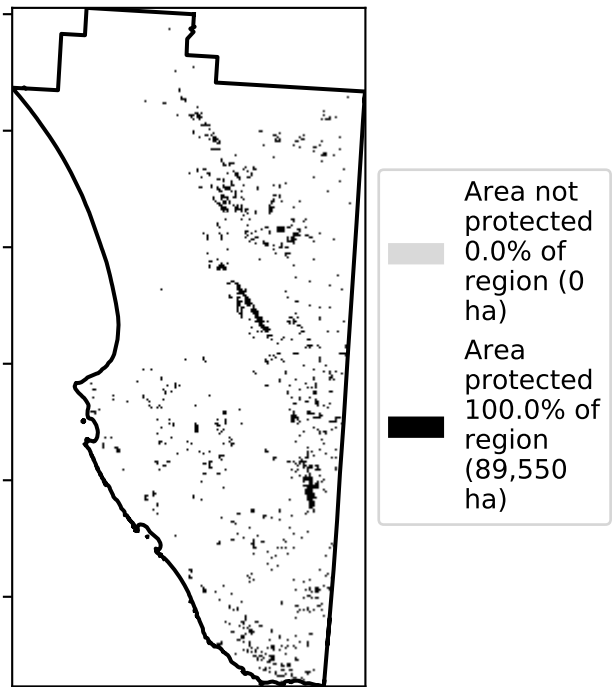 Area not
protected
0.0% of
region (0
ha)
Area
protected
100.0% of
region
(89,550
ha)